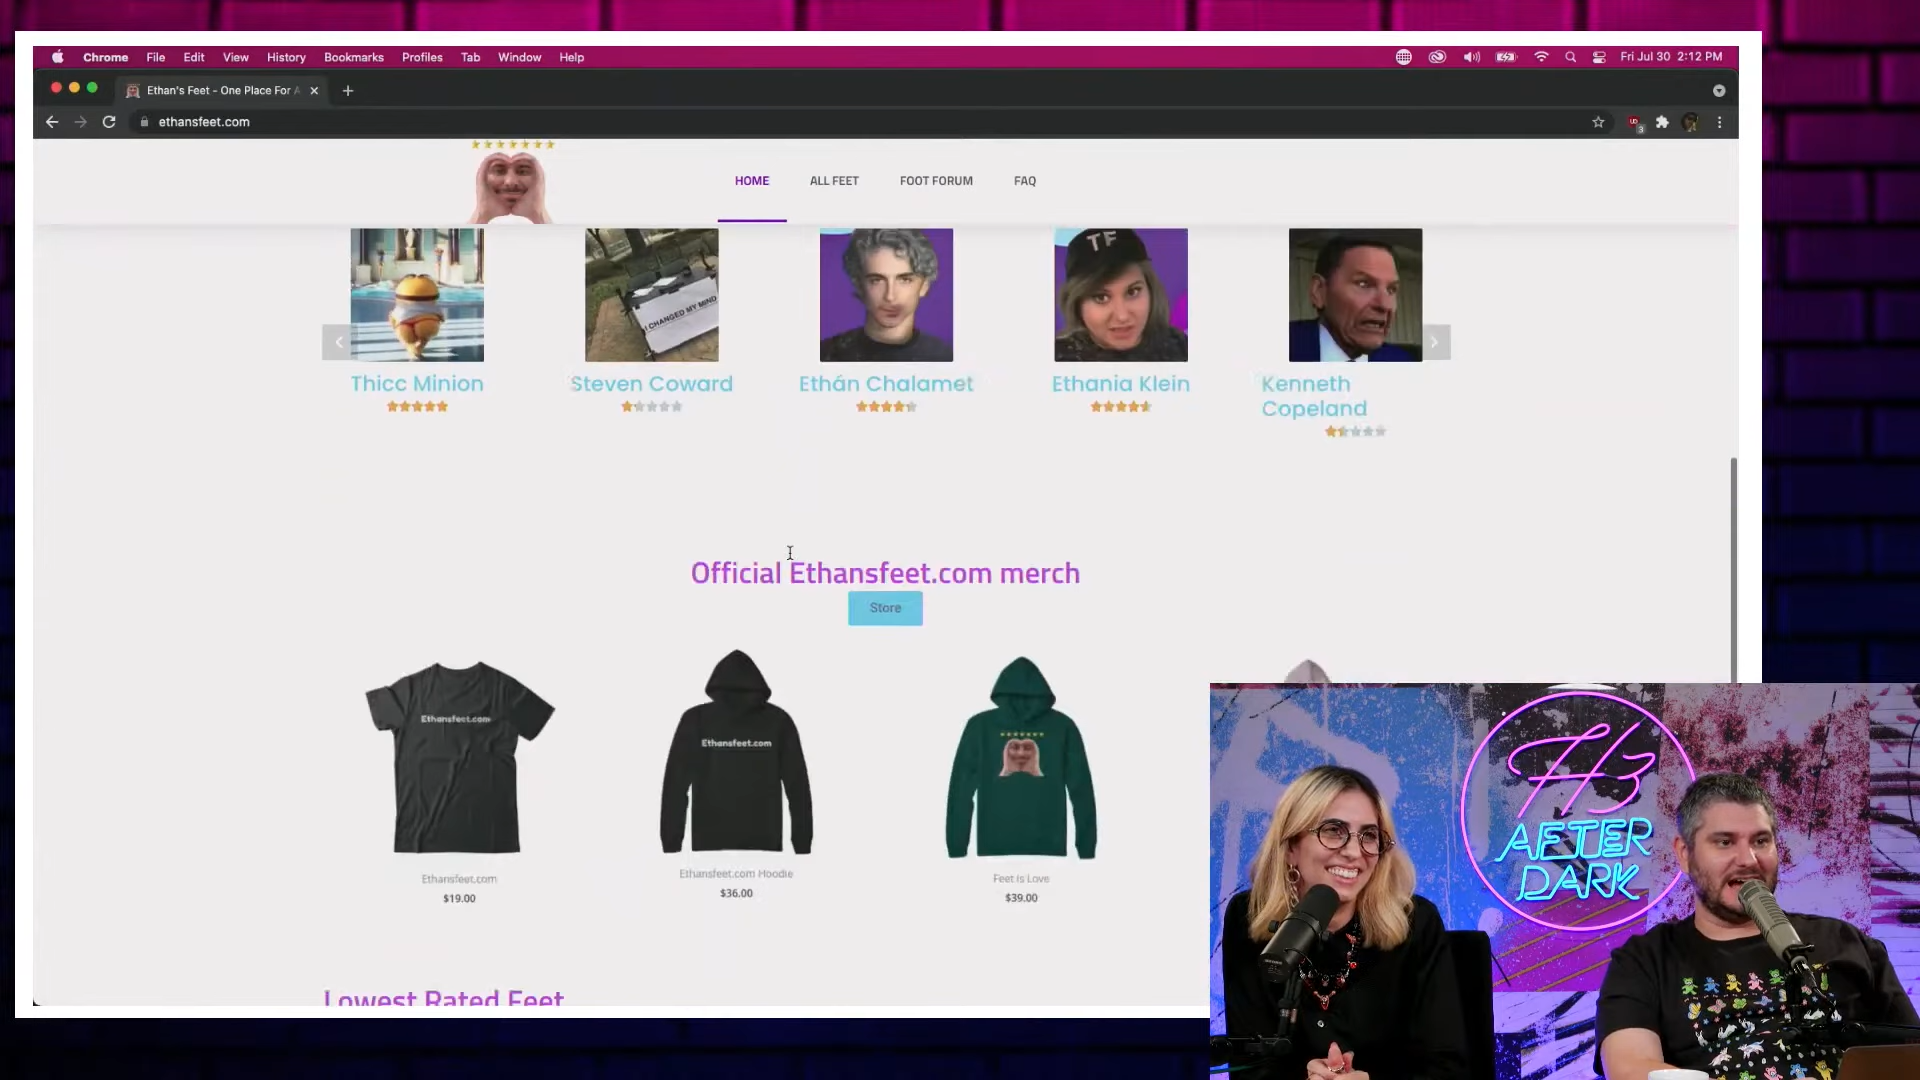 Chrome File Edit View History Bookmarks Profiles Tab Window Help Fri Jul 30 2:12 PM
Ethan's Feet - One Place For A
ethansfeet.com
3
HOME ALL FEET FOOT FORUM FAQ
TF
I CHANGED MY MIND
Thicc Minion
Steven Coward
Ethán Chalamet
Ethania Klein
Kenneth
Copeland
Official Ethansfeet.com merch
Store
Ethansfeet.com
Ethansfeet.com
Ethansfeet.com
$19.00
Ethansfeet.com Hoodie
$36.00
Feet Is Love
$39.00
Lowest Rated Feet
H3
AFTER
DARK